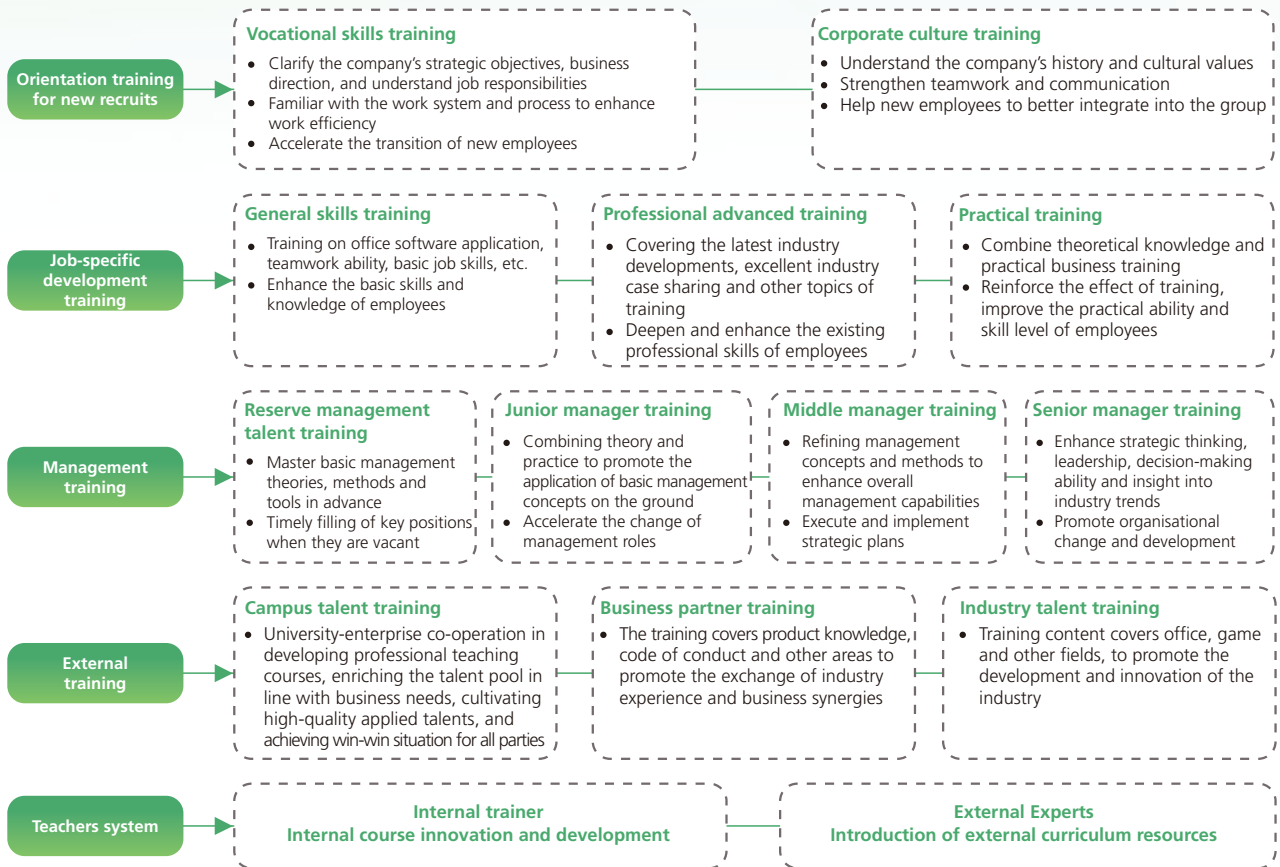 Orientation training
for new recruits
Vocational skills training
• Clarify the company's strategic objectives, business
direction, and understand job responsibilities
• Familiar with the work system and process to enhance
work efficiency
• Accelerate the transition of new employees
Corporate culture training
• Understand the company's history and cultural values
• Strengthen teamwork and communication
• Help new employees to better integrate into the group
Job-specific
development
training
General skills training
• Training on office software application,
teamwork ability, basic job skills, etc.
• Enhance the basic skills and
knowledge of employees
Professional advanced training
• Covering the latest industry
developments, excellent industry
case sharing and other topics of
training
• Deepen and enhance the existing
professional skills of employees
Practical training
• Combine theoretical knowledge and
practical business training
• Reinforce the effect of training,
improve the practical ability and
skill level of employees
Management
training
Reserve management
talent training
• Master basic management
theories, methods and
tools in advance
• Timely filling of key positions
when they are vacant
Junior manager training
• Combining theory and
practice to promote the
application of basic management
concepts on the ground
• Accelerate the change of
management roles
Middle manager training
• Refining management
concepts and methods to
enhance overall
management capabilities
• Execute and implement
strategic plans
Senior manager training
• Enhance strategic thinking,
leadership, decision-making
ability and insight into
industry trends
• Promote organisational
change and development
External
training
Campus talent training
• University-enterprise co-operation in
developing professional teaching
courses, enriching the talent pool in
line with business needs, cultivating
high-quality applied talents, and
achieving win-win situation for all parties
Business partner training
• The training covers product knowledge,
code of conduct and other areas to
promote the exchange of industry
experience and business synergies
Industry talent training
• Training content covers office, game
and other fields, to promote the
development and innovation of the
industry
Teachers system
Internal trainer
Internal course innovation and development
External Experts
Introduction of external curriculum resources